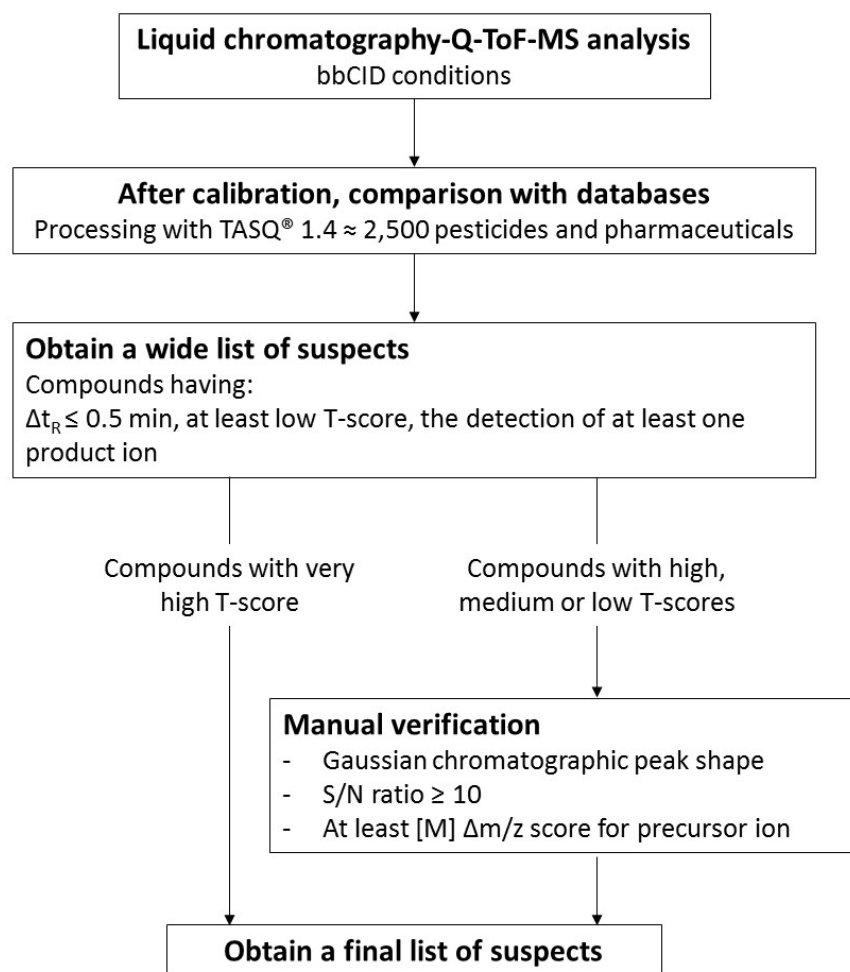 Liquid chromatography-Q-ToF-MS analysis
bbCID conditions
After calibration, comparison with databases
Processing with TASQ® 1.4 ≈ 2,500 pesticides and pharmaceuticals
Obtain a wide list of suspects
Compounds having:
Δt_R ≤ 0.5 min, at least low T-score, the detection of at least one
product ion
Compounds with very
high T-score
Compounds with high,
medium or low T-scores
Manual verification
- Gaussian chromatographic peak shape
- S/N ratio ≥ 10
- At least [M] Δm/z score for precursor ion
Obtain a final list of suspects